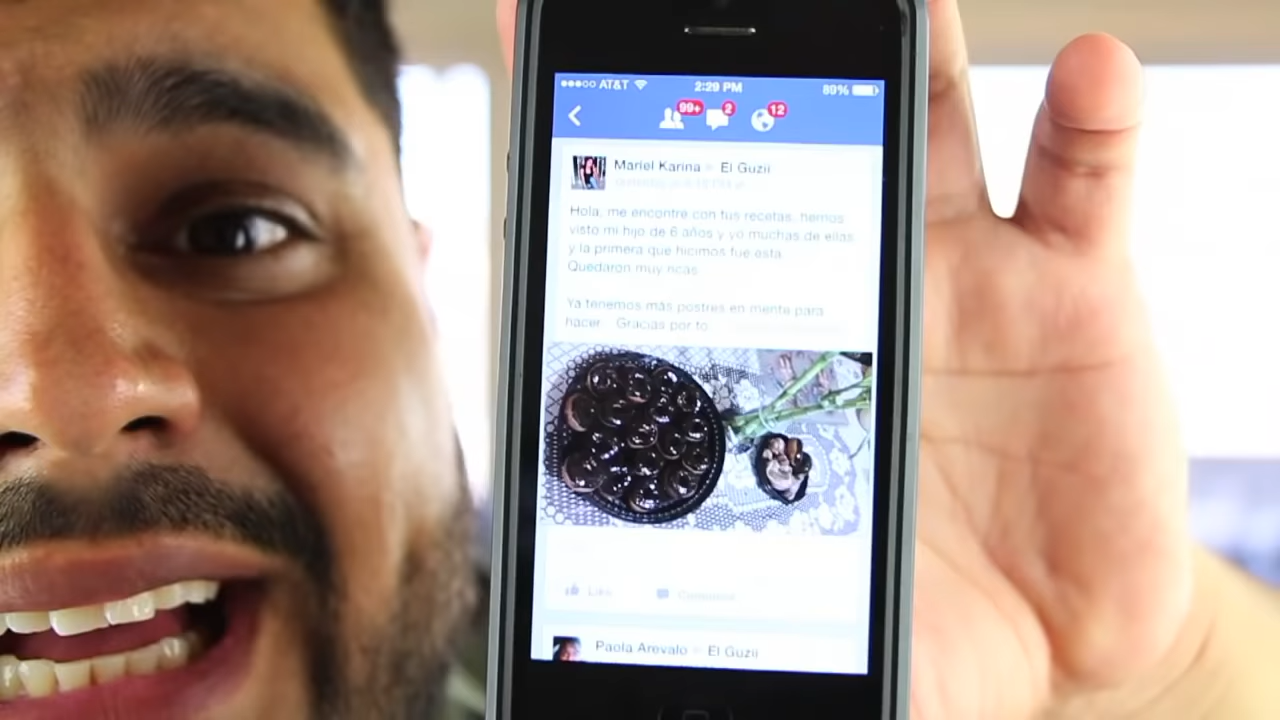 AT&T 2:29 PM 89%
99+ 2 12
Mariel Karina El Guzii
Hola, me encontre con tus recetas, hemos
visto mi hijo de 6 años y yo muchas de ellas
y la primera que hicimos fue esta
Quedaron muy ricas
Ya tenemos más postres en mente para
hacer. Gracias por to
Like Comment
Paola Arevalo El Guzii